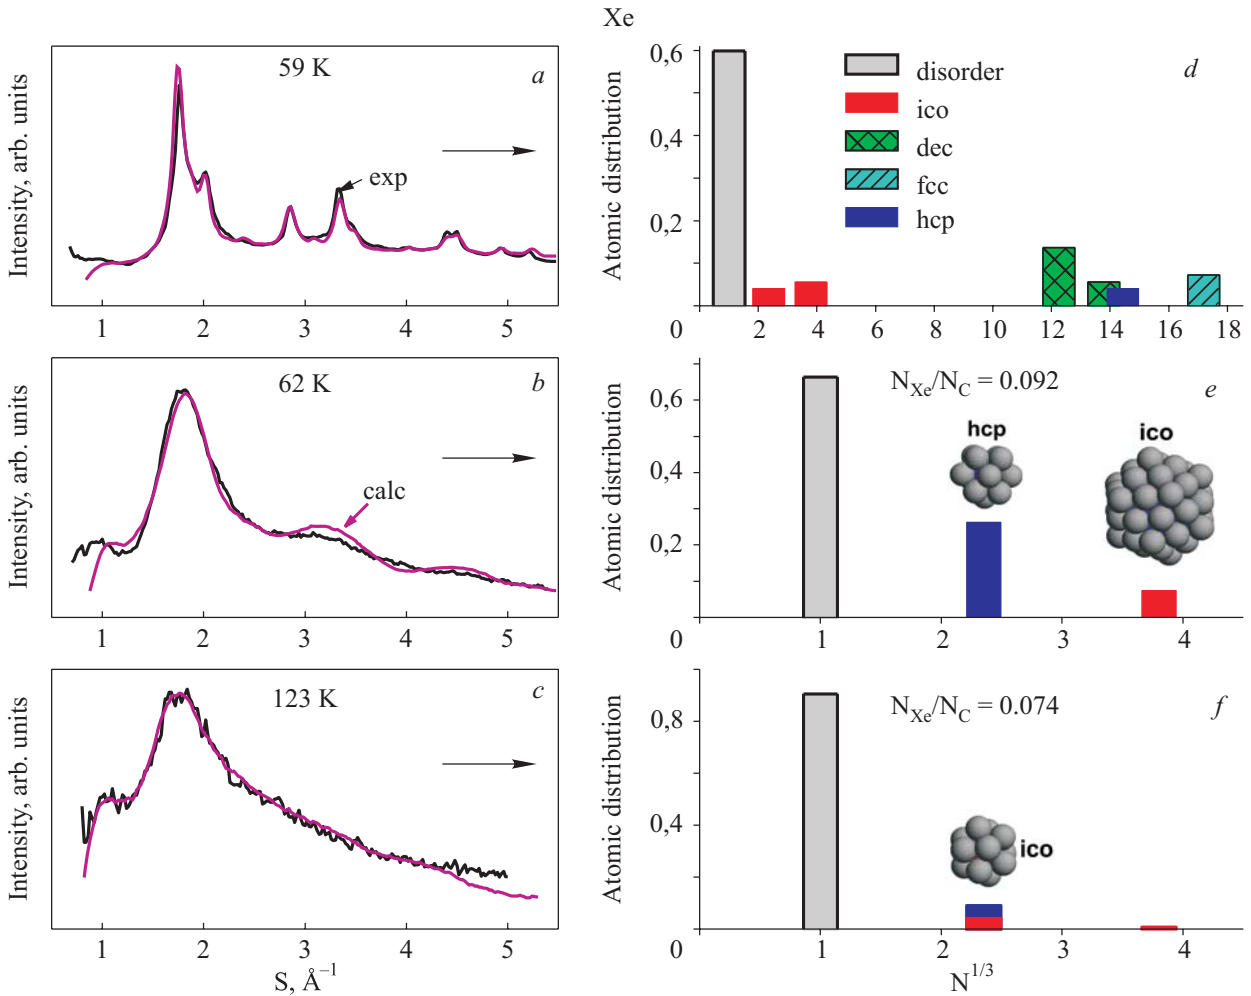 Xe
59 K
a
Intensity, arb. units
exp
1 2 3 4 5
d
Atomic distribution
0,6
0,4
0,2
0
disorder
ico
dec
fcc
hcp
2 4 6 8 10 12 14 16 18
62 K
b
Intensity, arb. units
calc
1 2 3 4 5
N_Xe/N_C = 0.092
e
Atomic distribution
0,6
0,4
0,2
0
hcp
ico
1 2 3 4
123 K
c
Intensity, arb. units
1 2 3 4 5
S, Å⁻¹
N_Xe/N_C = 0.074
f
Atomic distribution
0,8
0,4
0
ico
1 2 3 4
N^1/3